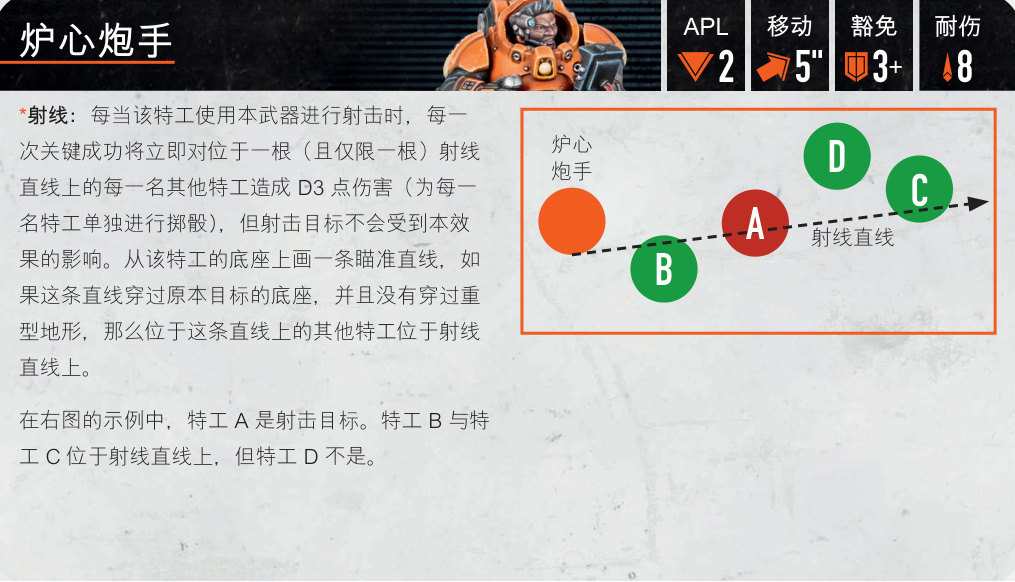 炉心炮手
APL
2
移动
5"
豁免
3+
耐伤
8
*射线：每当该特工使用本武器进行射击时，每一
次关键成功将立即对位于一根（且仅限一根）射线
直线上的每一名其他特工造成 D3 点伤害（为每一
名特工单独进行掷骰），但射击目标不会受到本效
果的影响。从该特工的底座上画一条瞄准直线，如
果这条直线穿过原本目标的底座，并且没有穿过重
型地形，那么位于这条直线上的其他特工位于射线
直线上。
在右图的示例中，特工 A 是射击目标。特工 B 与特
工 C 位于射线直线上，但特工 D 不是。
炉心
炮手
D
C
A
B
射线直线